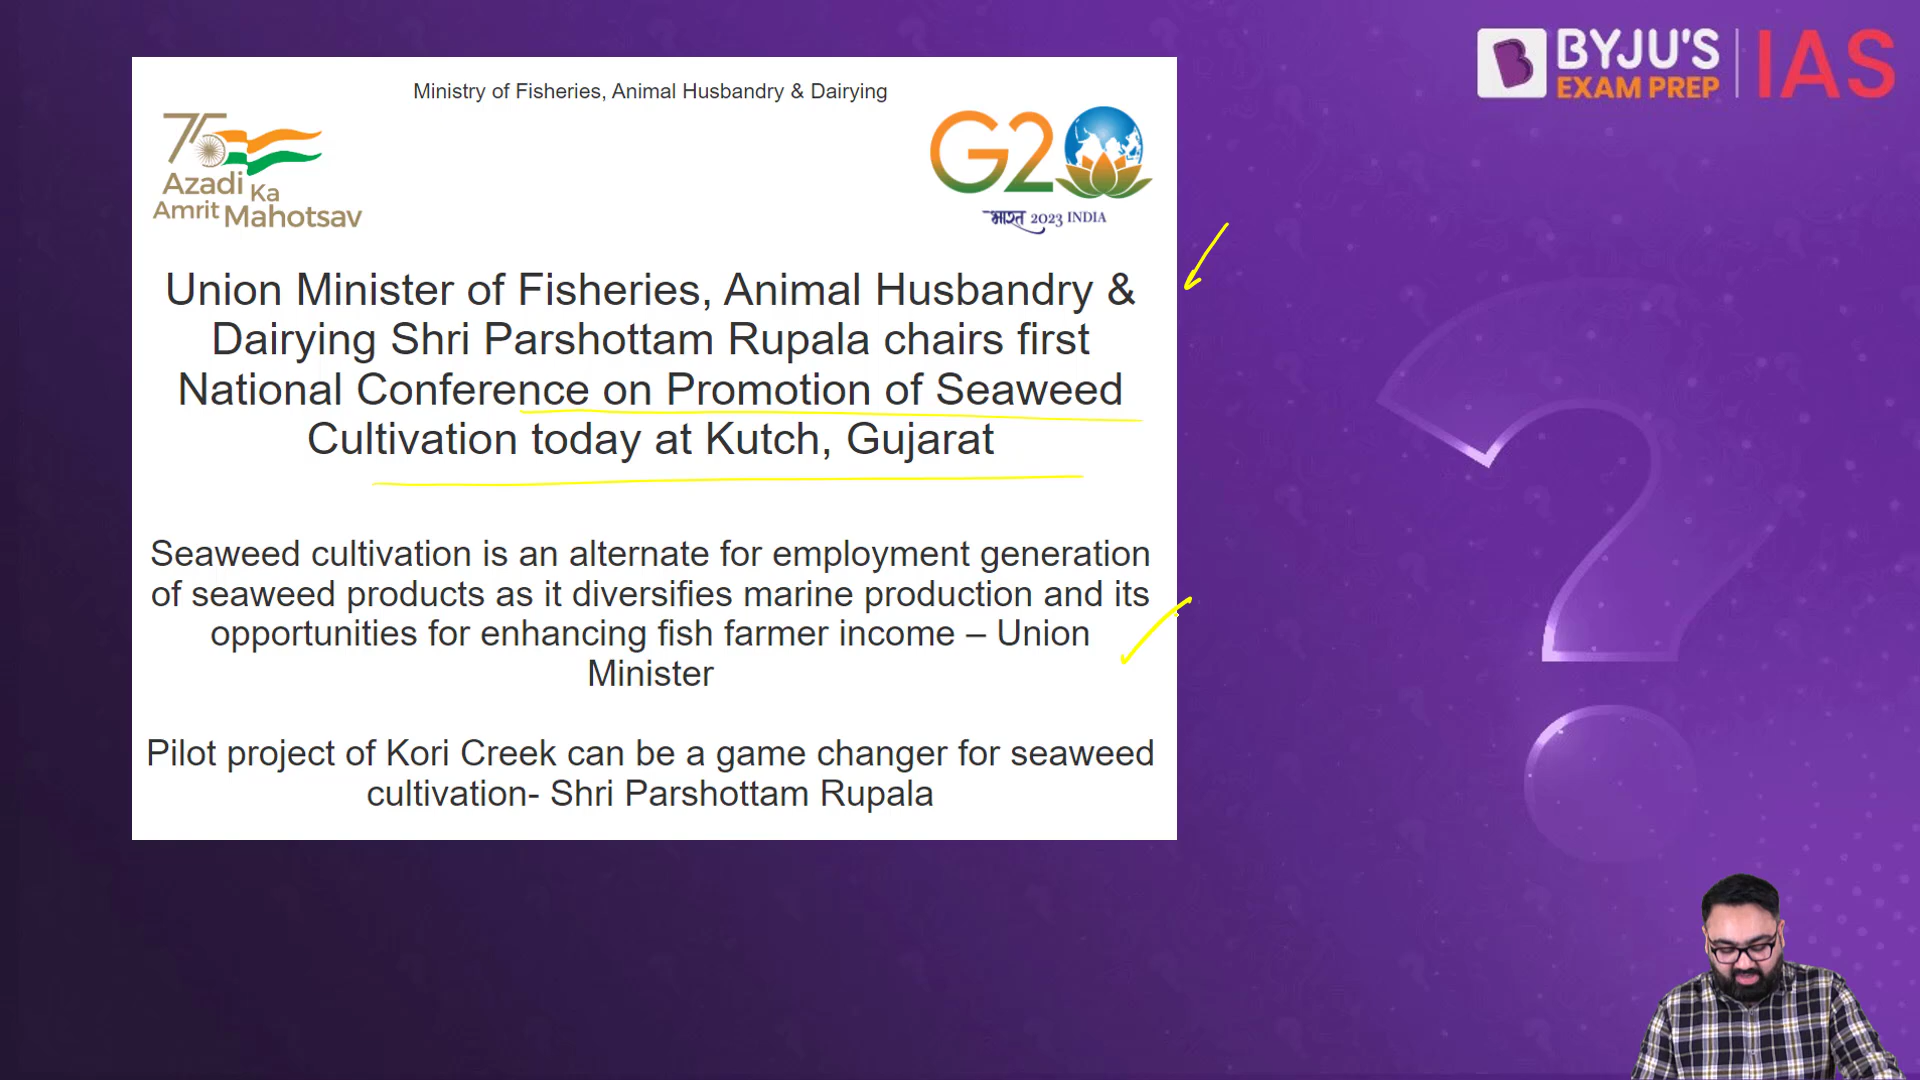 BYJU'S
EXAM PREP
IAS
Ministry of Fisheries, Animal Husbandry & Dairying
75
Azadi Ka
Amrit Mahotsav
G20
भारत 2023 INDIA
Union Minister of Fisheries, Animal Husbandry &
Dairying Shri Parshottam Rupala chairs first
National Conference on Promotion of Seaweed
Cultivation today at Kutch, Gujarat
Seaweed cultivation is an alternate for employment generation
of seaweed products as it diversifies marine production and its
opportunities for enhancing fish farmer income – Union
Minister
Pilot project of Kori Creek can be a game changer for seaweed
cultivation- Shri Parshottam Rupala